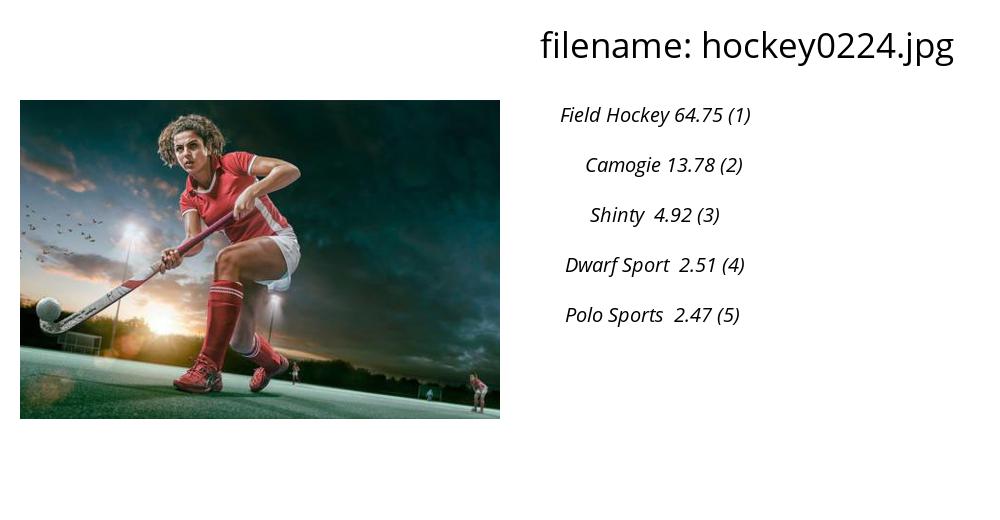 filename: hockey0224.jpg
Field Hockey 64.75 (1)
Camogie 13.78 (2)
Shinty 4.92 (3)
Dwarf Sport 2.51 (4)
Polo Sports 2.47 (5)